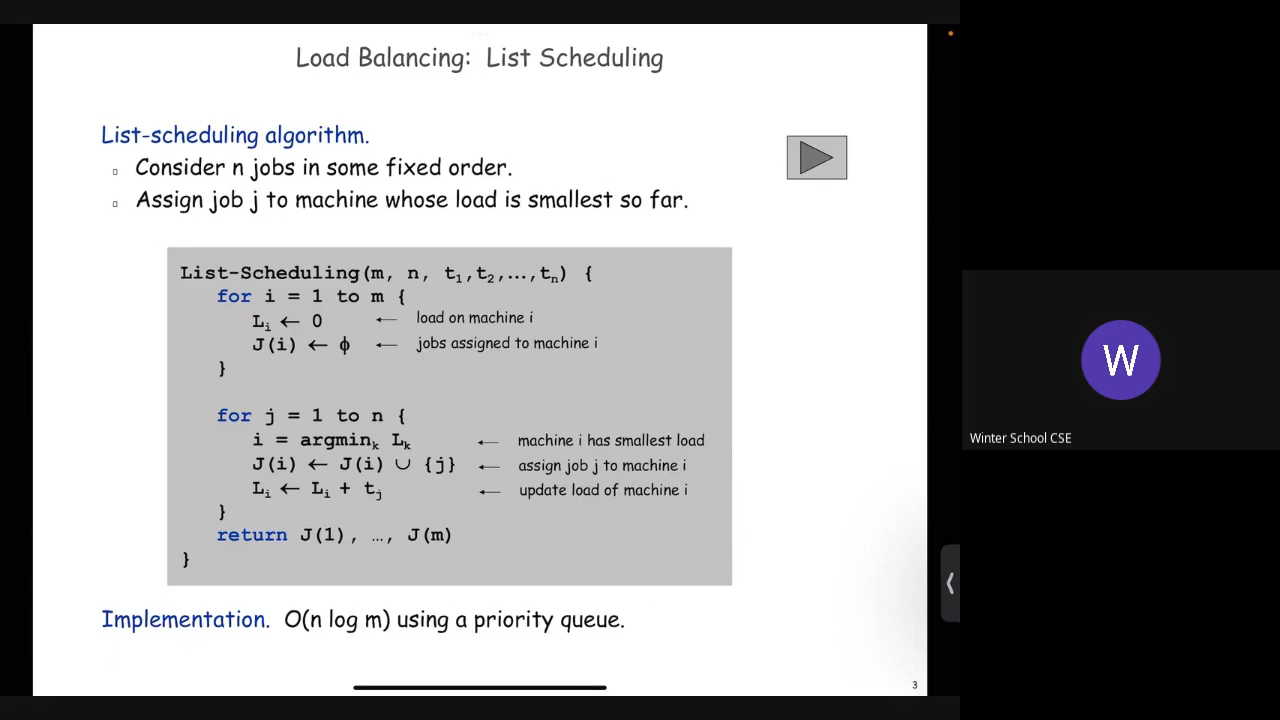 Load Balancing: List Scheduling
List-scheduling algorithm.
Consider n jobs in some fixed order.
Assign job j to machine whose load is smallest so far.
List-Scheduling(m, n, t1,t2,…,tn) {
for i = 1 to m {
Li ← 0 ← load on machine i
J(i) ← ϕ ← jobs assigned to machine i
}
for j = 1 to n {
i = argmink Lk ← machine i has smallest load
J(i) ← J(i) ∪ {j} ← assign job j to machine i
Li ← Li + tj ← update load of machine i
}
return J(1), …, J(m)
}
Implementation. O(n log m) using a priority queue.
3
W
Winter School CSE